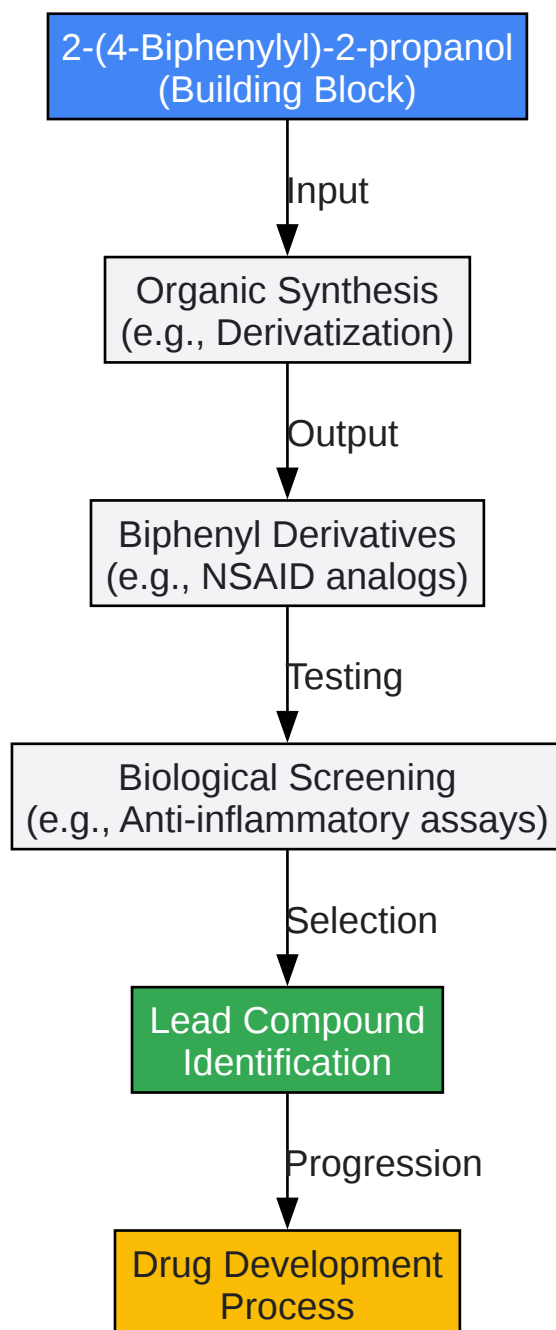 2-(4-Biphenylyl)-2-propanol
(Building Block)
Input
Organic Synthesis
(e.g., Derivatization)
Output
Biphenyl Derivatives
(e.g., NSAID analogs)
Testing
Biological Screening
(e.g., Anti-inflammatory assays)
Selection
Lead Compound
Identification
Progression
Drug Development
Process